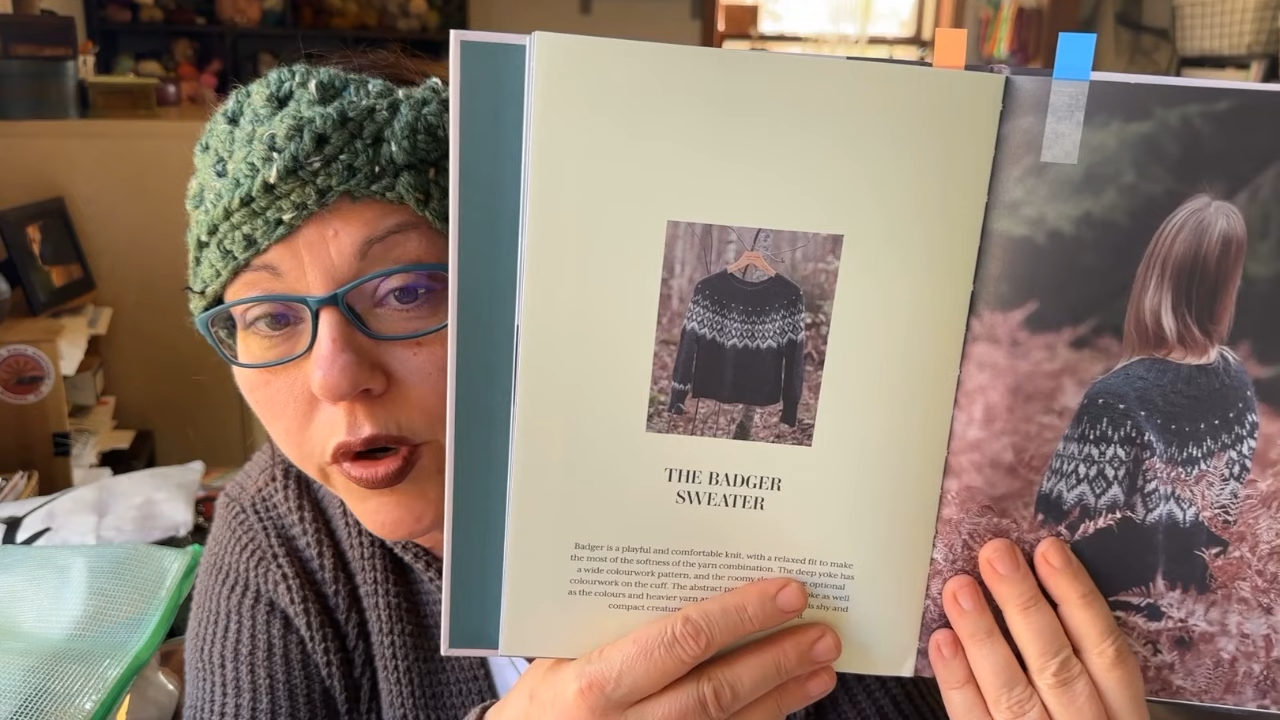 THE BADGER
SWEATER
Badger is a playful and comfortable knit, with a relaxed fit to make
the most of the softness of the yarn combination. The deep yoke has
a wide colourwork pattern, and the roomy optional
colourwork on the cuff. The abstract as well
as the colours and heavier yarn is shy and
compact